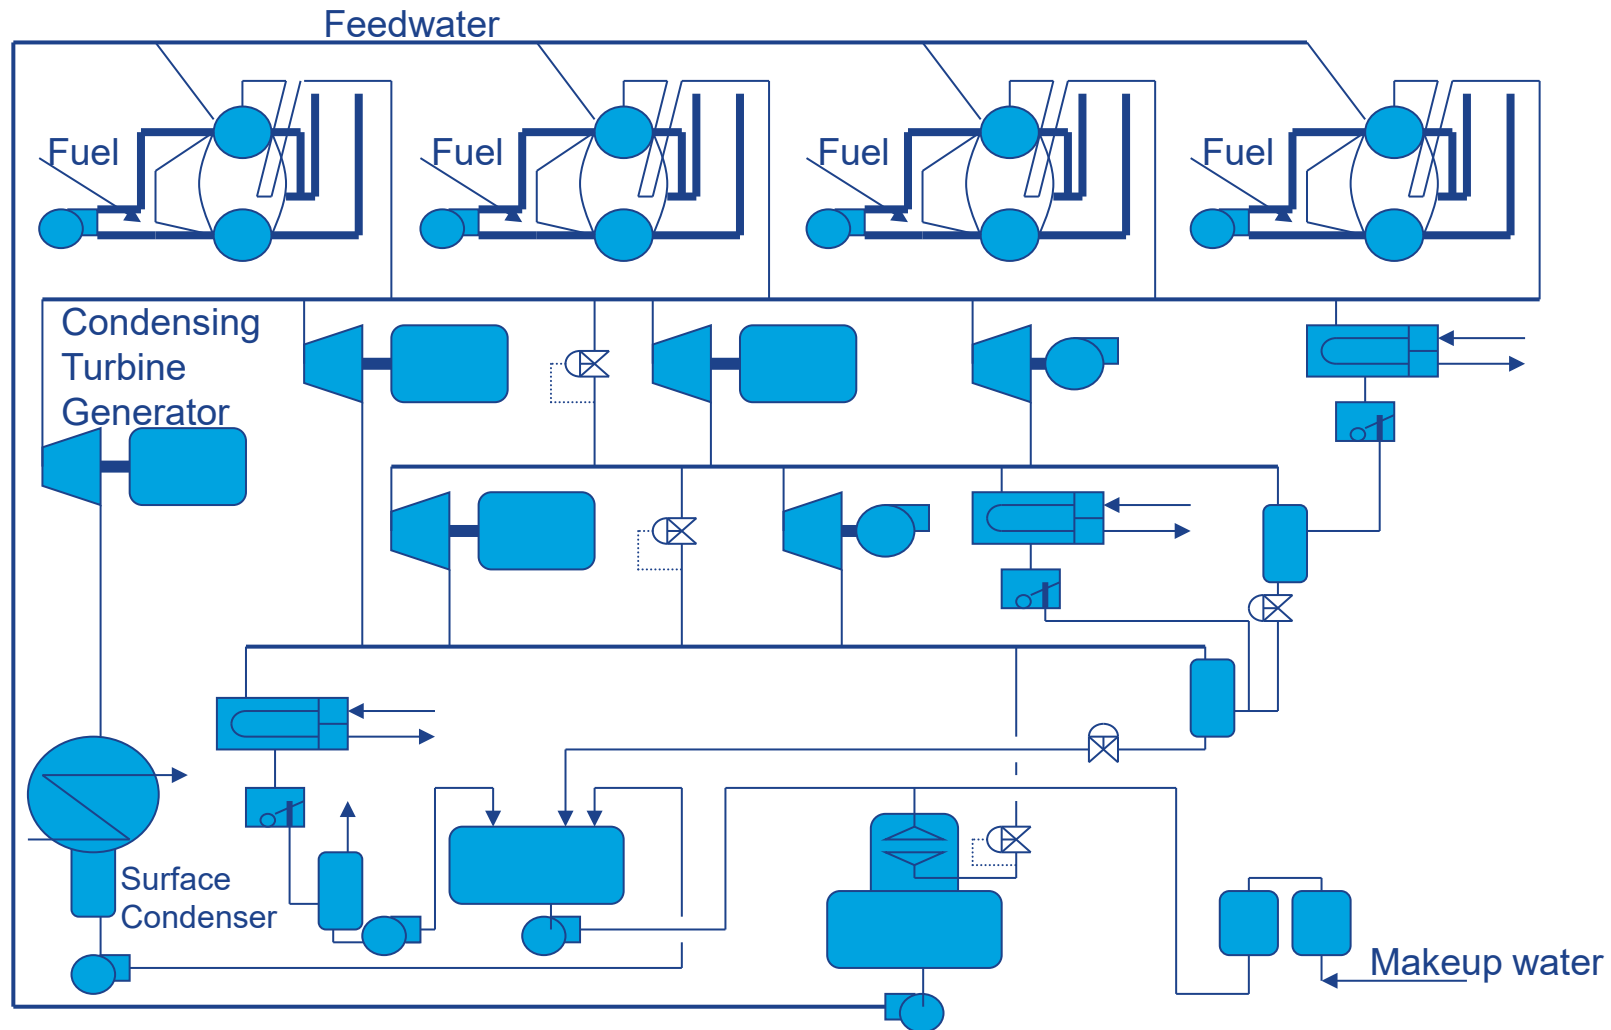 Feedwater
Fuel
Fuel
Fuel
Fuel
Condensing
Turbine
Generator
Surface
Condenser
Makeup water